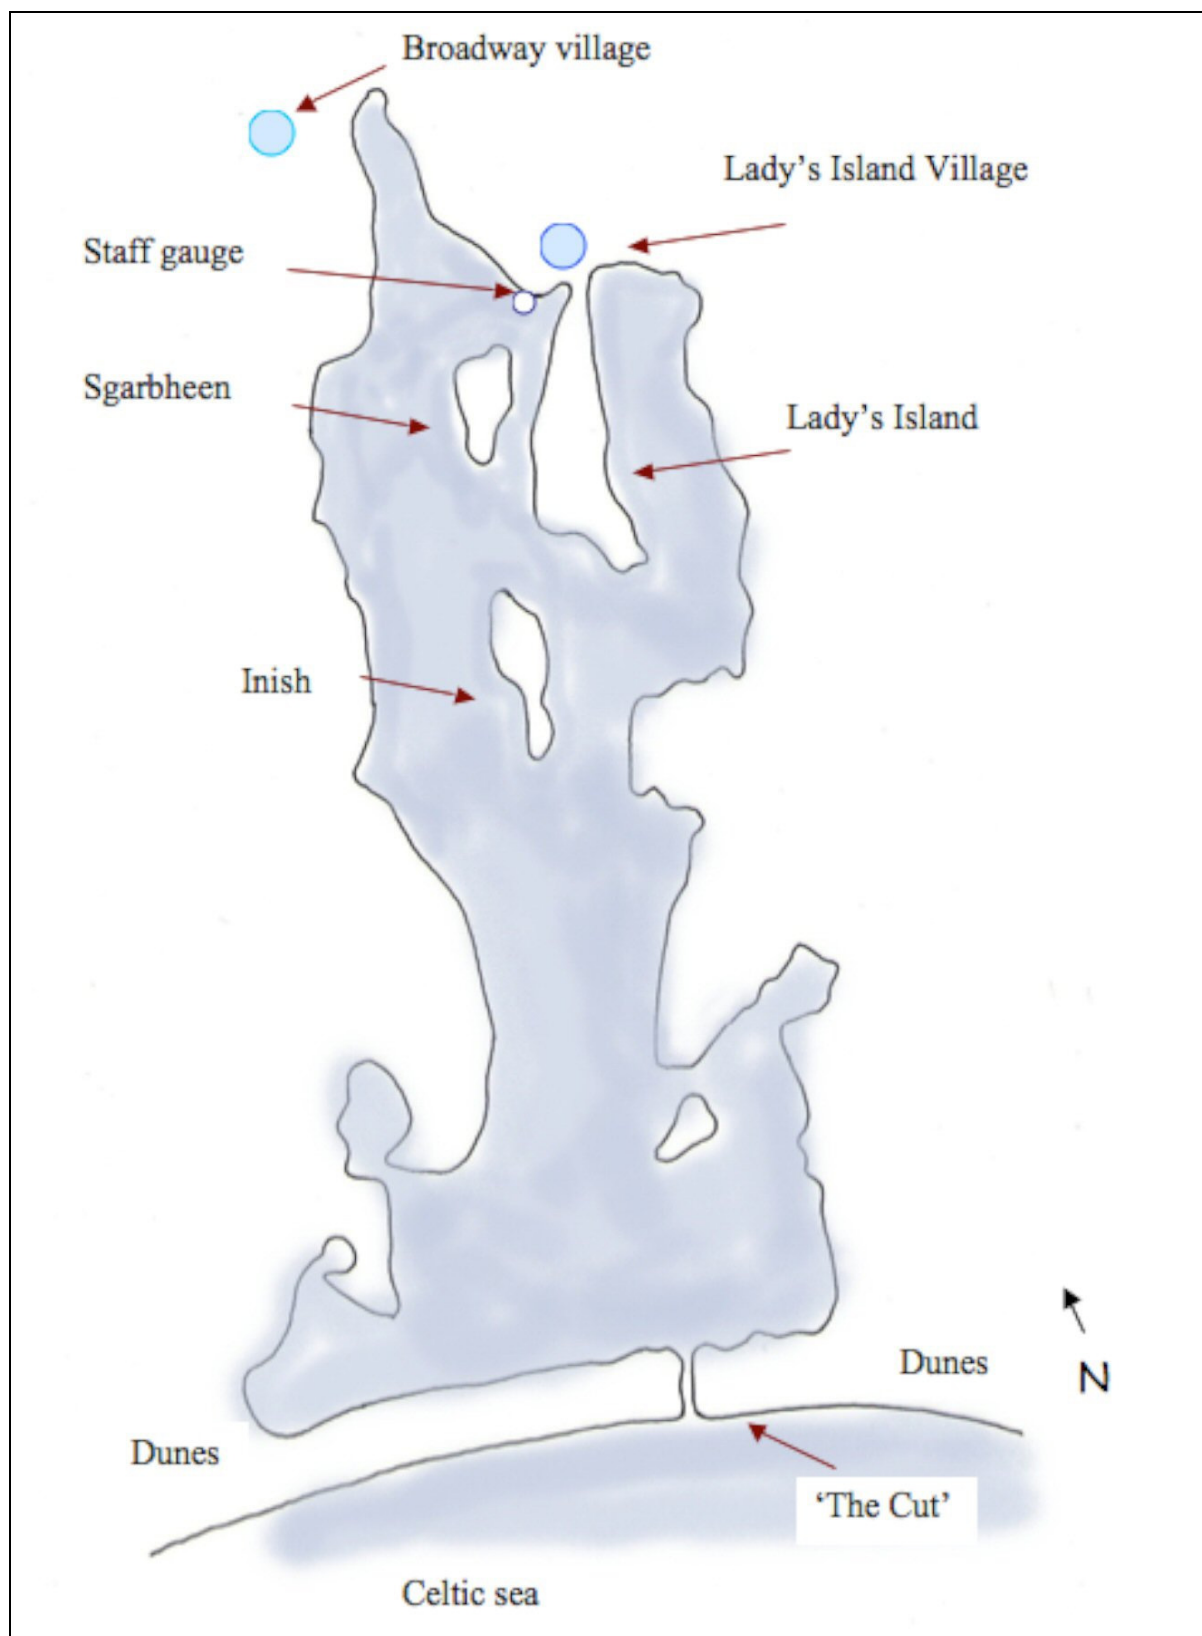 Broadway village
Lady’s Island Village
Staff gauge
Sgarbheen
Lady’s Island
Inish
N
Dunes
Dunes
‘The Cut’
Celtic sea